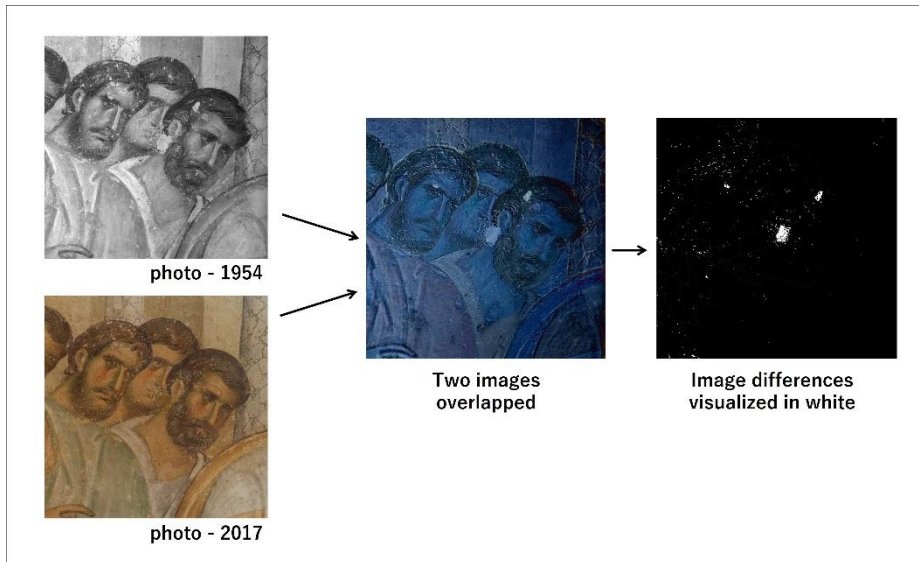 photo - 1954
photo - 2017
Two images
overlapped
Image differences
visualized in white